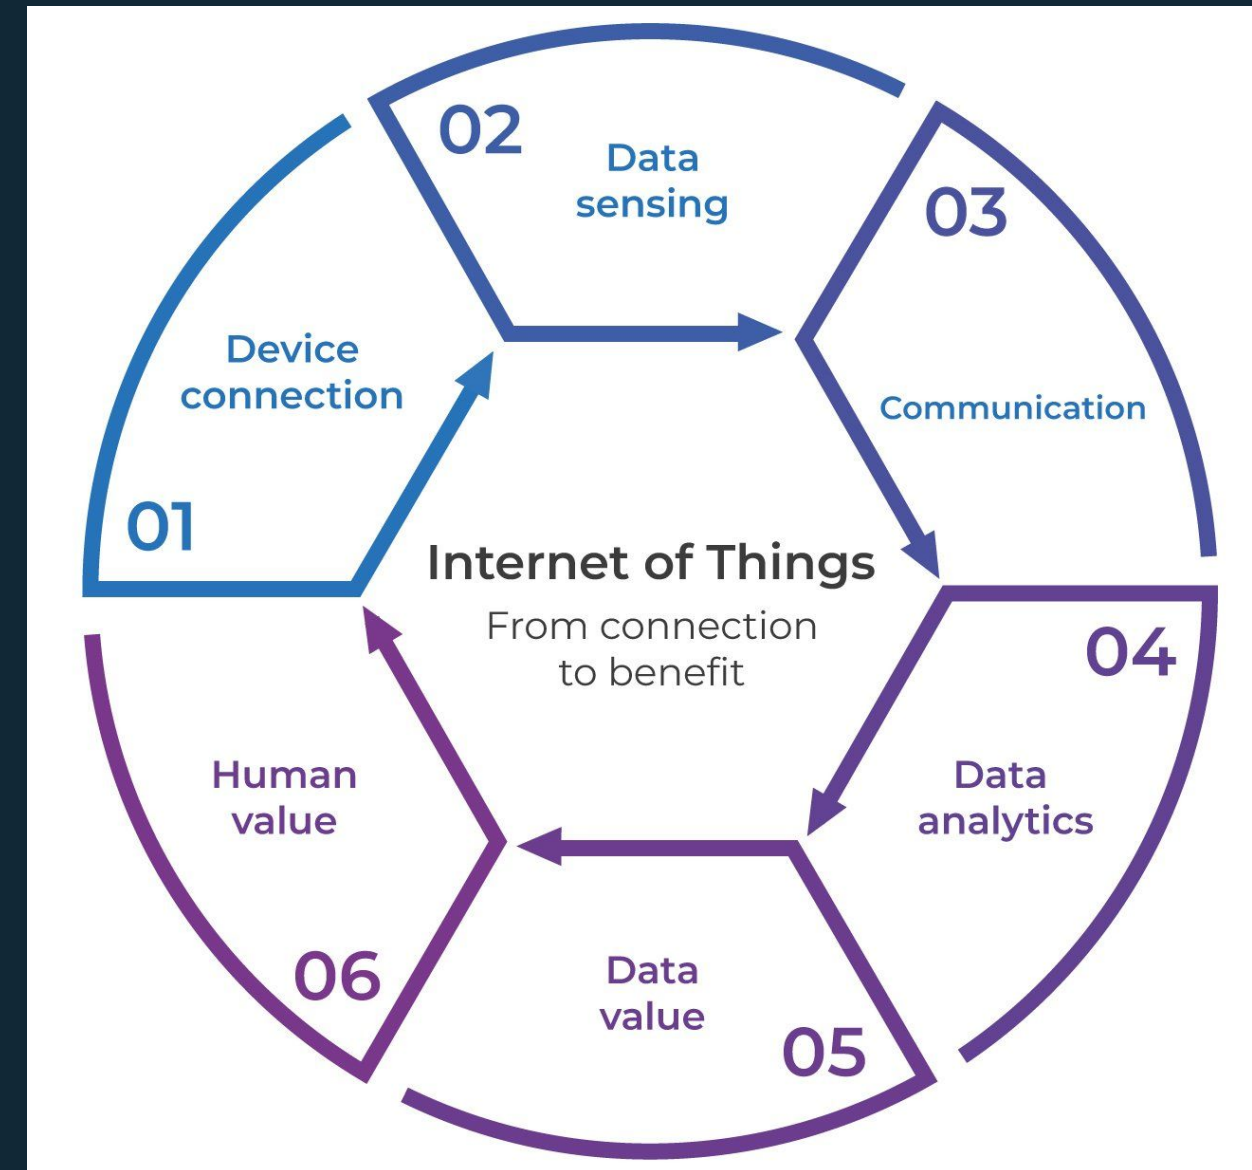 Internet of Things
From connection
to benefit
01
Device
connection
02
Data
sensing
03
Communication
04
Data
analytics
05
Data
value
06
Human
value